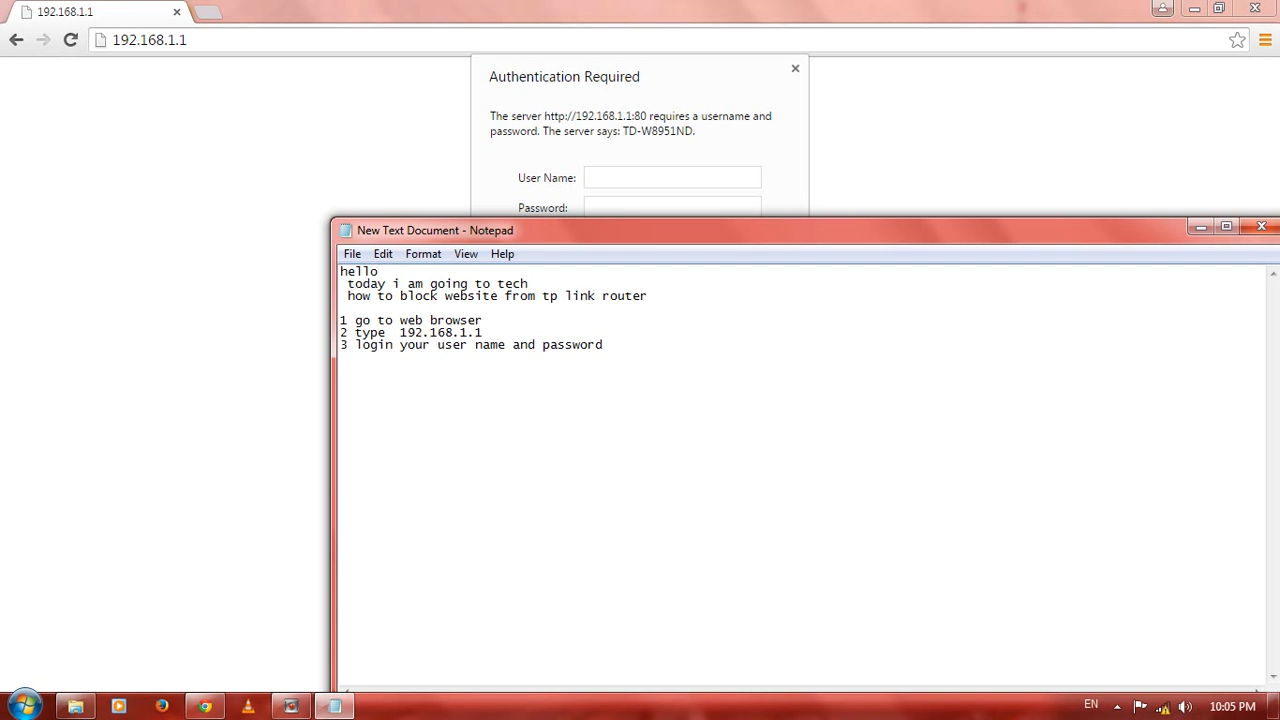 192.168.1.1
192.168.1.1
Authentication Required
The server http://192.168.1.1:80 requires a username and
password. The server says: TD-W8951ND.
User Name:
Password:
New Text Document - Notepad
File Edit Format View Help
hello
today i am going to tech
how to block website from tp link router
1 go to web browser
2 type 192.168.1.1
3 login your user name and password
EN 10:05 PM